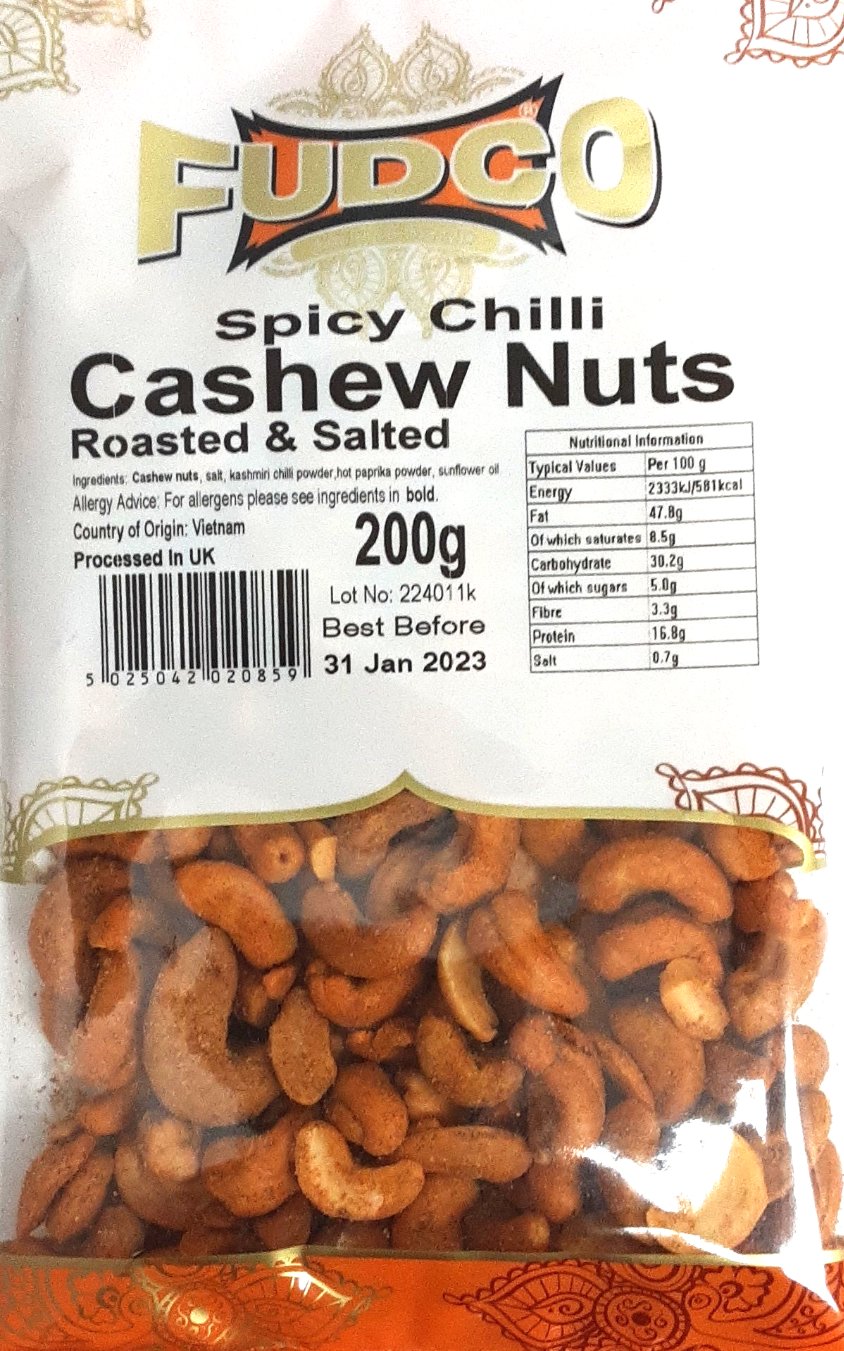 FUDCO
®
Spicy Chilli
Cashew Nuts
Roasted & Salted
Ingredients: Cashew nuts, salt, kashmiri chilli powder,hot paprika powder, sunflower oil
Allergy Advice: For allergens please see ingredients in bold.
Country of Origin: Vietnam
Processed In UK
200g
Lot No: 224011k
Best Before
31 Jan 2023
5 025042 020859
Nutritional Information
Typical Values Per 100 g
Energy 2333kJ/581kcal
Fat 47.8g
Of which saturates 8.5g
Carbohydrate 30.2g
Of which sugars 5.0g
Fibre 3.3g
Protein 16.8g
Salt 0.7g